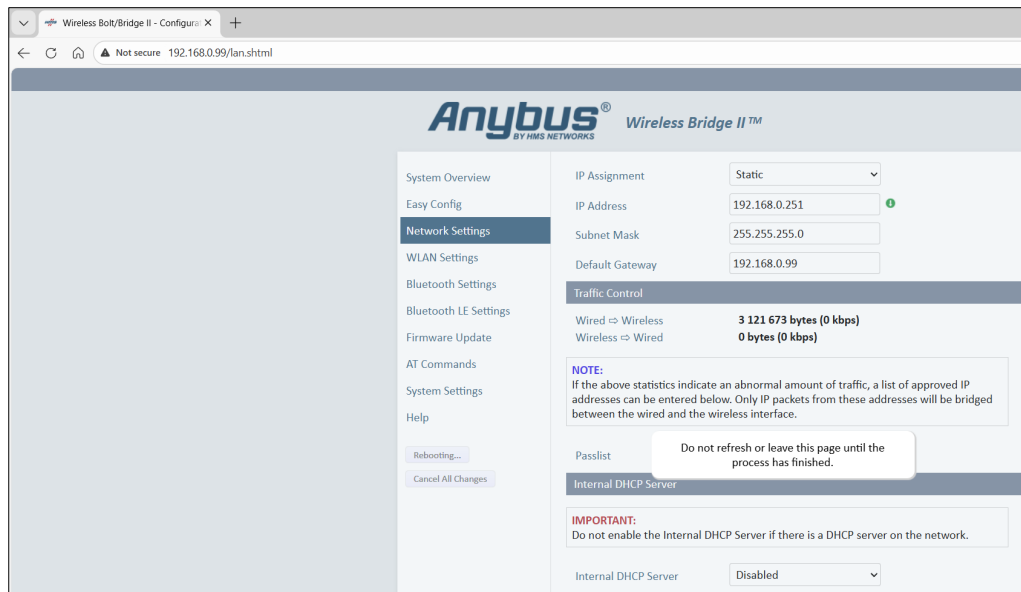 Wireless Bolt/Bridge II - Configurat
Not secure 192.168.0.99/lan.shtml
Anybus®
BY HMS NETWORKS
Wireless Bridge II™
System Overview
Easy Config
Network Settings
WLAN Settings
Bluetooth Settings
Bluetooth LE Settings
Firmware Update
AT Commands
System Settings
Help
Rebooting...
Cancel All Changes
IP Assignment Static
IP Address 192.168.0.251
Subnet Mask 255.255.255.0
Default Gateway 192.168.0.99
Traffic Control
Wired ⇨ Wireless 3 121 673 bytes (0 kbps)
Wireless ⇨ Wired 0 bytes (0 kbps)
NOTE:
If the above statistics indicate an abnormal amount of traffic, a list of approved IP
addresses can be entered below. Only IP packets from these addresses will be bridged
between the wired and the wireless interface.
Passlist
Do not refresh or leave this page until the
process has finished.
Internal DHCP Server
IMPORTANT:
Do not enable the Internal DHCP Server if there is a DHCP server on the network.
Internal DHCP Server Disabled